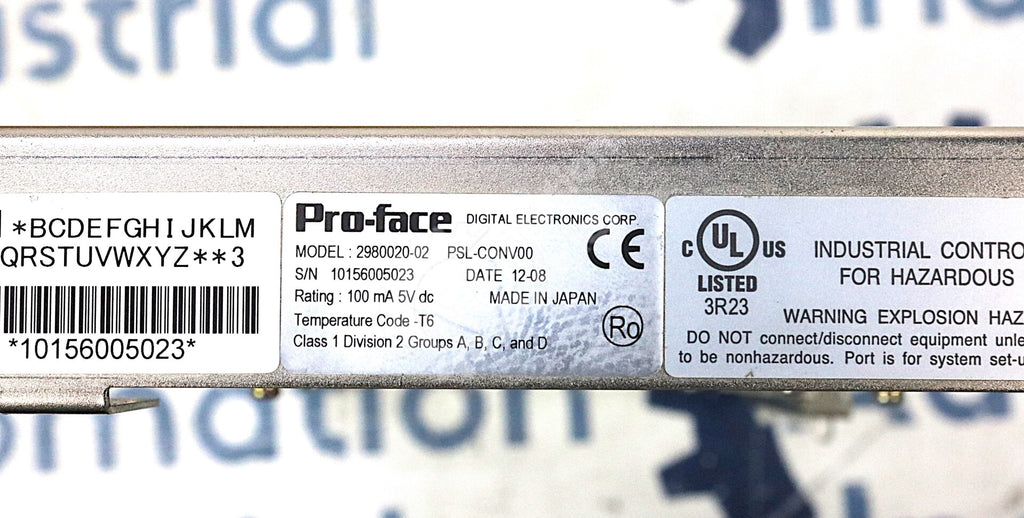 *BCDEFGHIJKLM
QRSTUVWXYZ**3
*10156005023*
Pro-face DIGITAL ELECTRONICS CORP.
MODEL : 2980020-02 PSL-CONV00
CE
S/N 10156005023 DATE 12-08
Rating : 100 mA 5V dc MADE IN JAPAN
Temperature Code -T6
Ro
Class 1 Division 2 Groups A, B, C, and D
C UL US
LISTED
3R23
INDUSTRIAL CONTRO
FOR HAZARDOUS
WARNING EXPLOSION HAZ
DO NOT connect/disconnect equipment unle
to be nonhazardous. Port is for system set-u